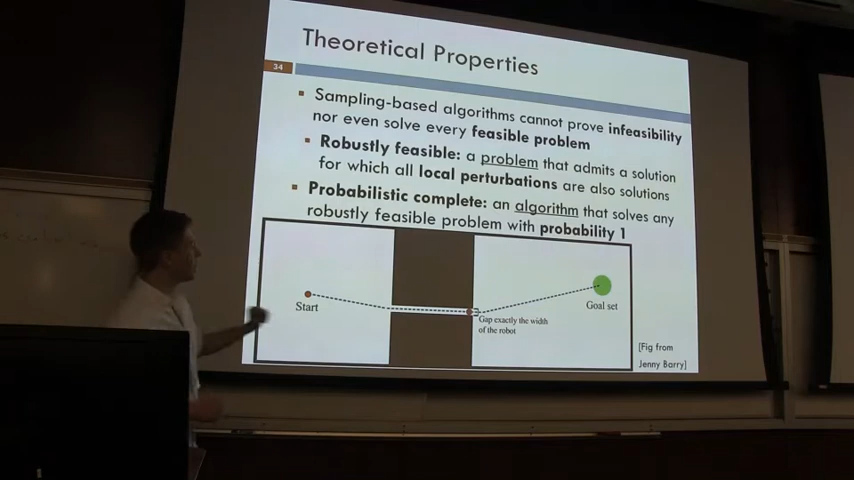 Theoretical Properties
34
Sampling-based algorithms cannot prove infeasibility
nor even solve every feasible problem
Robustly feasible: a problem that admits a solution
for which all local perturbations are also solutions
Probabilistic complete: an algorithm that solves any
robustly feasible problem with probability 1
Start
Goal set
Gap exactly the width
of the robot
[Fig from
Jenny Barry]